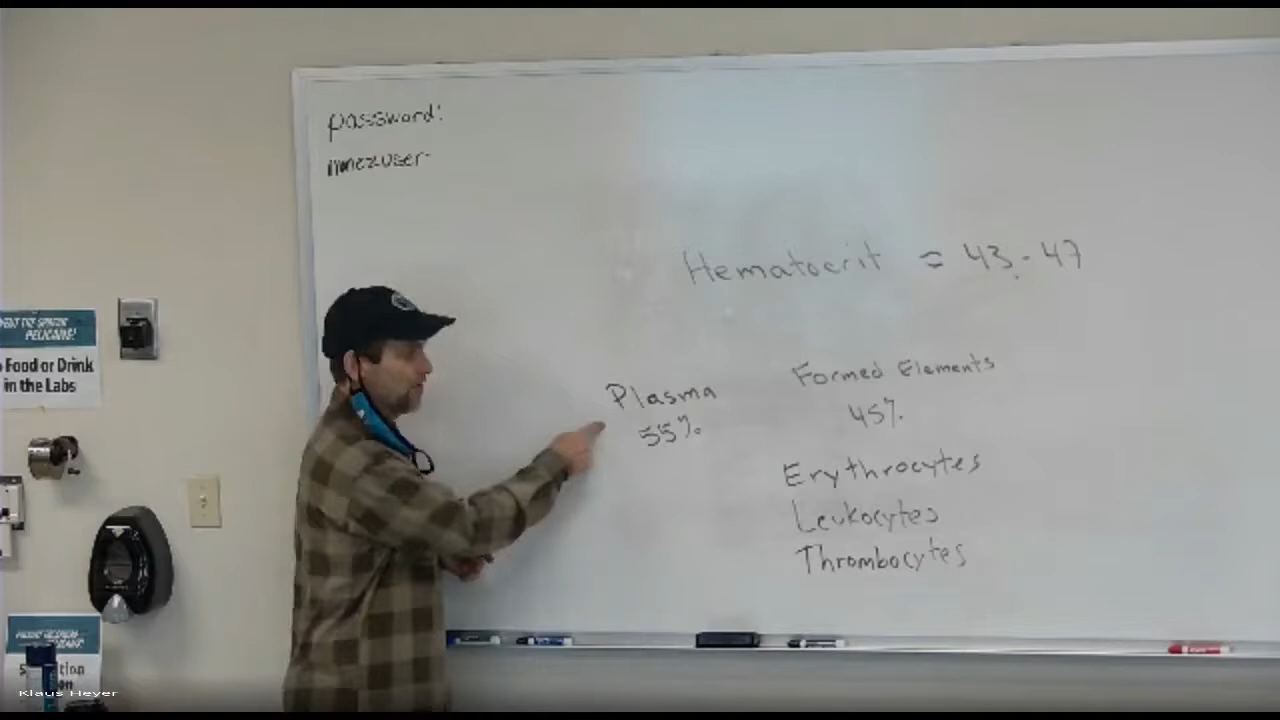 password:
Hematocrit = 43 - 47
Plasma
55%
Formed Elements
45%
Erythrocytes
Leukocytes
Thrombocytes
PELICANS!
Food or Drink
in the Labs
Klaus Heyer